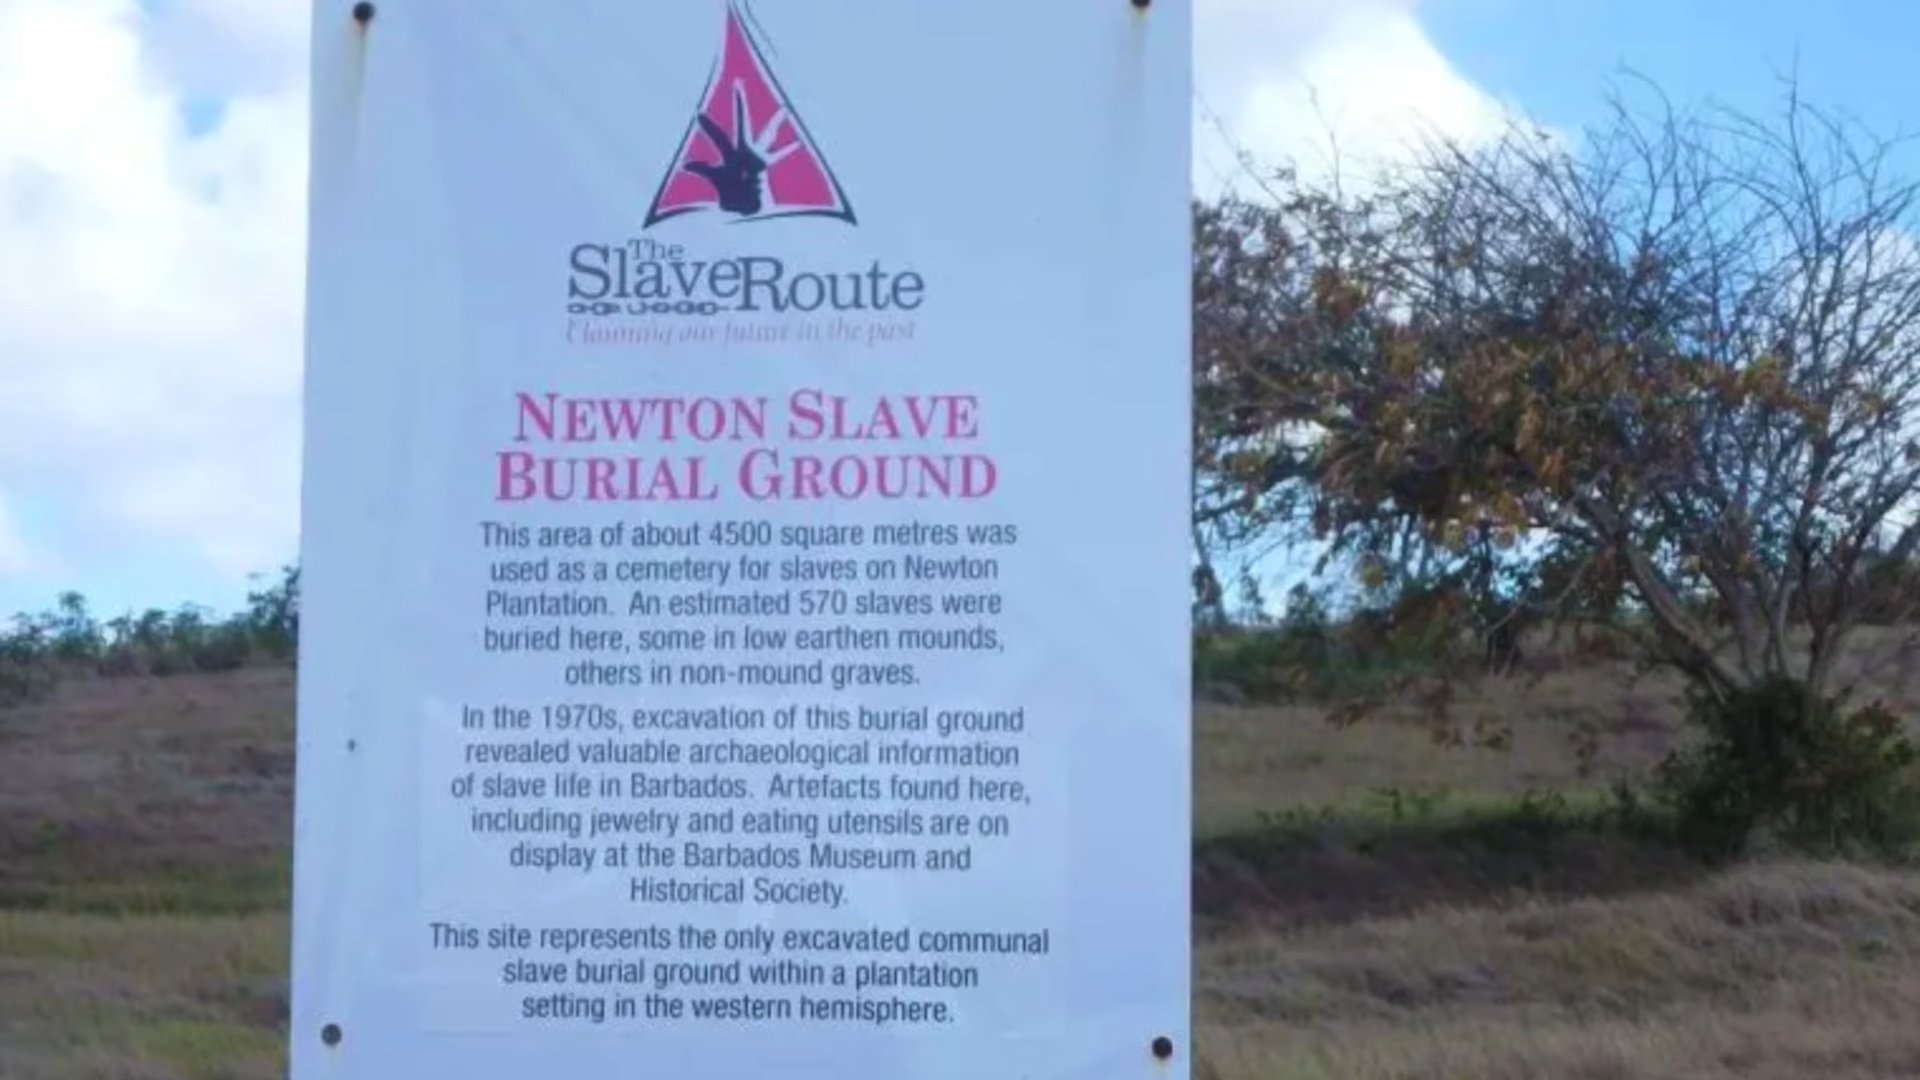 The
SlaveRoute
Claiming our future in the past
NEWTON SLAVE
BURIAL GROUND
This area of about 4500 square metres was
used as a cemetery for slaves on Newton
Plantation. An estimated 570 slaves were
buried here, some in low earthen mounds,
others in non-mound graves.
In the 1970s, excavation of this burial ground
revealed valuable archaeological information
of slave life in Barbados. Artefacts found here,
including jewelry and eating utensils are on
display at the Barbados Museum and
Historical Society.
This site represents the only excavated communal
slave burial ground within a plantation
setting in the western hemisphere.